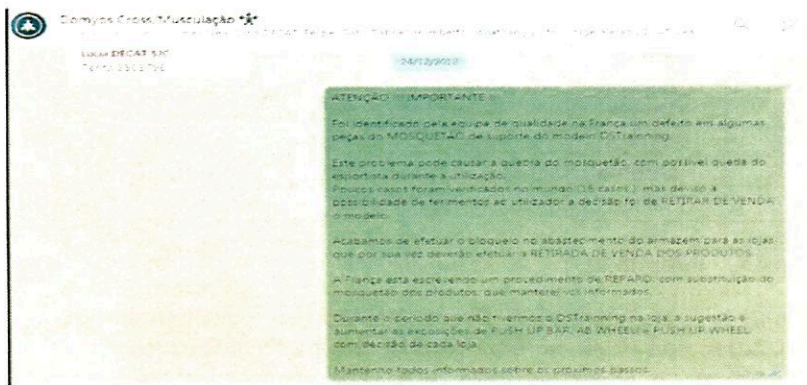 Domyos Cross/Musculação
Lucia DECAT SJC
24/12/2012
ATENÇÃO !!! IMPORTANTE
Foi identificado pela equipe de qualidade na França um defeito em algumas
peças do MOSQUETÃO de suporte do modelo DSTrainning.
Este problema pode causar a quebra do mosquetão, com possível queda do
esportista durante a utilização.
Poucos casos foram verificados no mundo (16 casos), mas devido a
possibilidade de ferimentos ao utilizador a decisão foi de RETIRAR DE VENDA
o modelo.
Acabamos de efetuar o bloqueio no abastecimento do armazem para as lojas
que por sua vez deverão efetuar a RETIRADA DE VENDA DOS PRODUTOS.
A França está escrevendo um procedimento de REPARO, com substituição do
mosquetão dos produtos, que manterei vcs informados.
Durante o período que não tivermos o DSTrainning na loja, a sugestão é
aumentar as exposições de PUSH UP BAR, AB WHEEL e PUSH UP WHEEL
com decisão de cada loja.
Mantenho todos informados sobre os próximos passos.